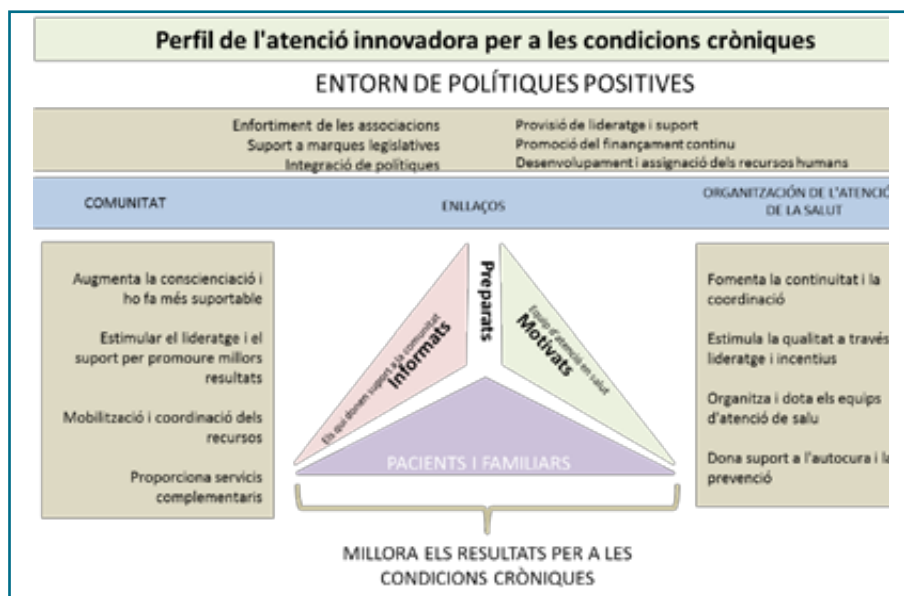 Perfil de l'atenció innovadora per a les condicions cròniques
ENTORN DE POLÍTIQUES POSITIVES
Enfortiment de les associacions
Suport a marques legislatives
Integració de polítiques
Provisió de lideratge i suport
Promoció del finançament continu
Desenvolupament i assignació dels recursos humans
COMUNITAT
ENLLAÇOS
ORGANITZACIÓN DE L'ATENCIÓ
DE LA SALUT
Augmenta la conscienciació i
ho fa més suportable
Estimular el lideratge i el
suport per promoure millors
resultats
Mobilització i coordinació dels
recursos
Proporciona servicis
complementaris
Els qui donen suport a la comunitat
Informats
Preparats
Equip d'atenció en salut
Motivats
PACIENTS I FAMILIARS
Fomenta la continuitat i la
coordinació
Estimula la qualitat a través
lideratge i incentius
Organitza i dota els equips
d'atenció de salu
Dona suport a l'autocura i la
prevenció
MILLORA ELS RESULTATS PER A LES
CONDICIONS CRÒNIQUES